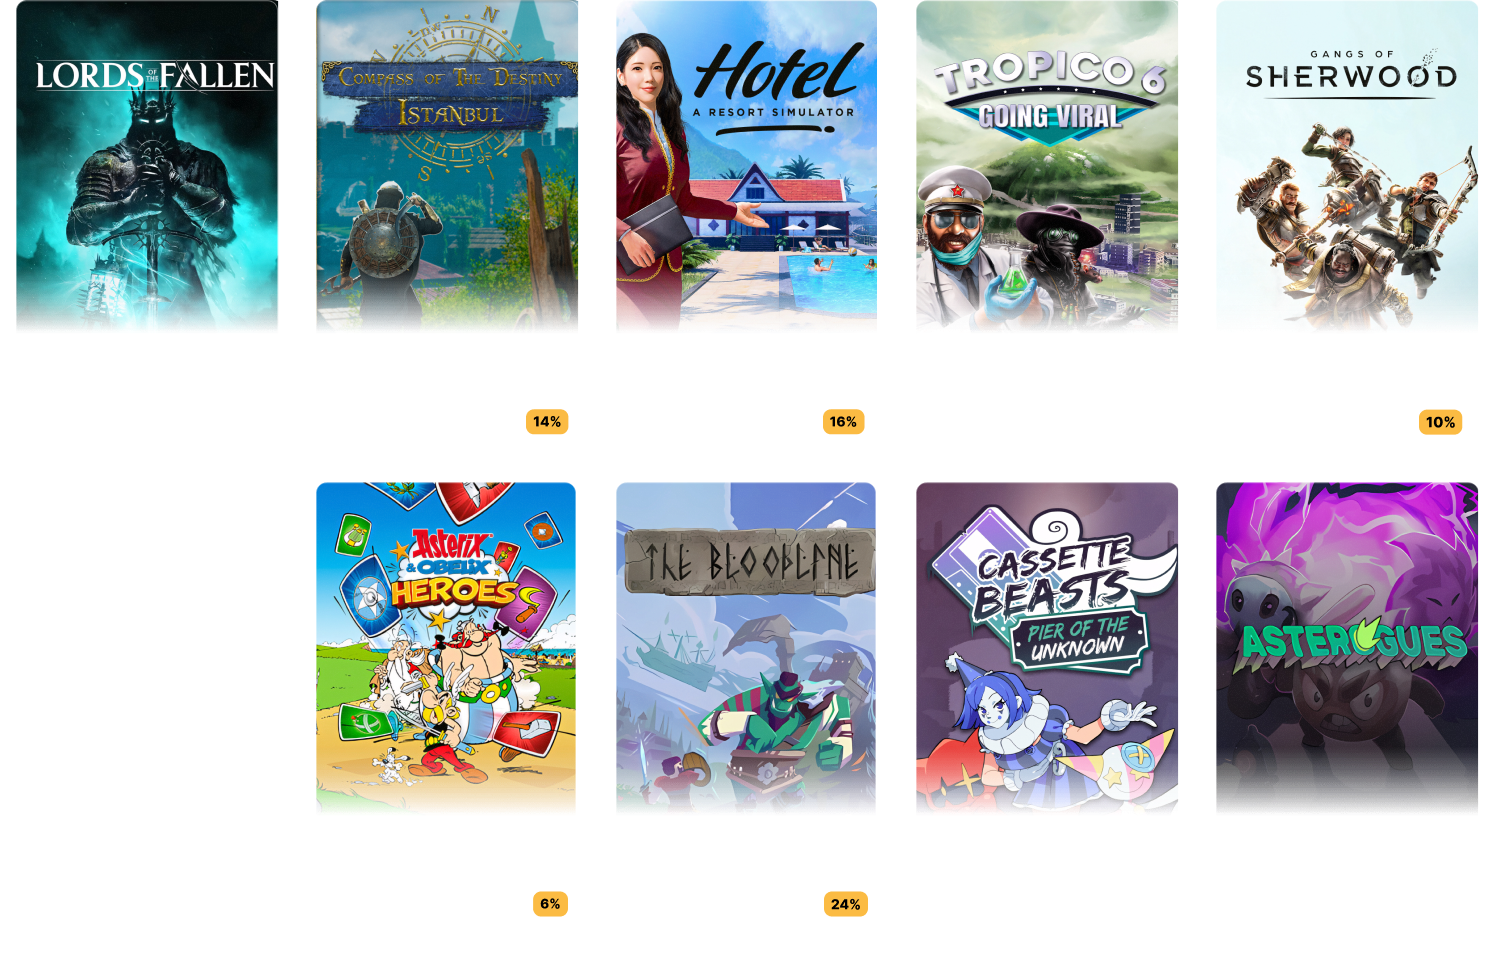 LORDS OF THE FALLEN
COMPASS OF THE DESTINY
ISTANBUL
Hotel
A RESORT SIMULATOR
TROPICO 6
GOING VIRAL
GANGS OF
SHERWOOD
14%
16%
10%
Asterix
& OBELIX
HEROES
THE BLOODLINE
CASSETTE
BEASTS
PIER OF THE
UNKNOWN
ASTEROGUES
6%
24%